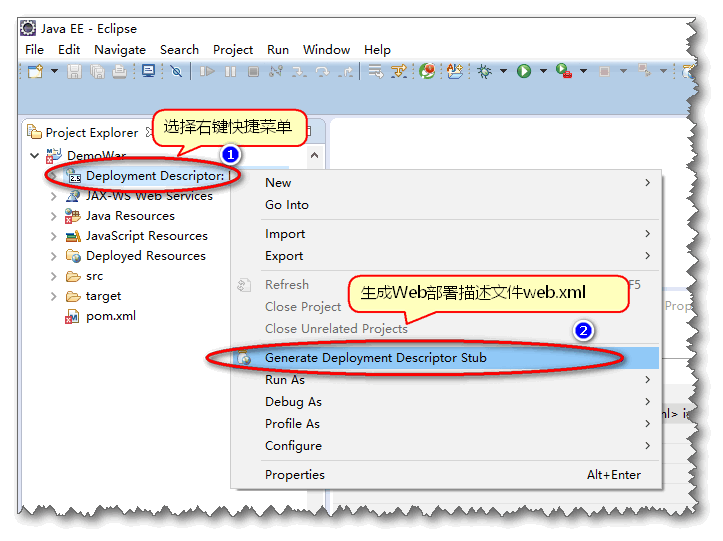 Java EE - Eclipse
File Edit Navigate Search Project Run Window Help
Project Explorer
选择右键快捷菜单
1
DemoWar
2.5 Deployment Descriptor:
JAX-WS Web Services
Java Resources
JavaScript Resources
Deployed Resources
src
target
pom.xml
New
Go Into
Import
Export
Refresh F5
Close Project
Close Unrelated Projects
生成Web部署描述文件web.xml
2
Generate Deployment Descriptor Stub
Run As
Debug As
Profile As
Configure
Properties Alt+Enter
Prop
ml> i